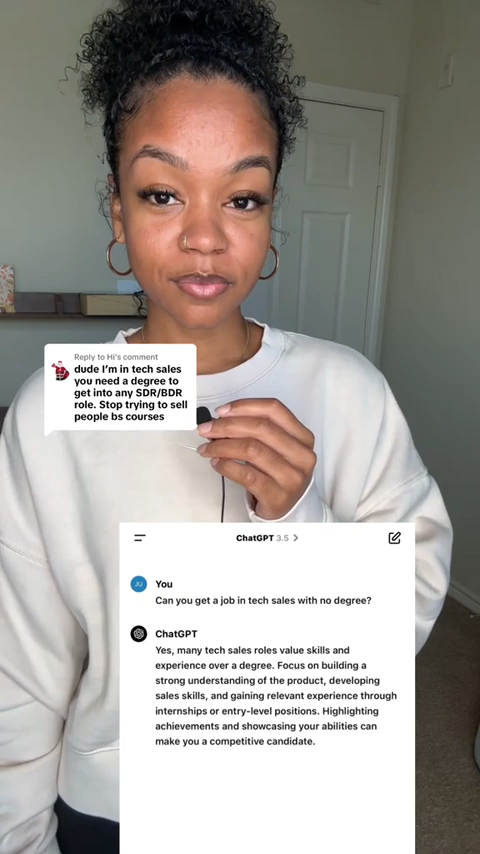 Reply to Hi's comment
dude I'm in tech sales
you need a degree to
get into any SDR/BDR
role. Stop trying to sell
people bs courses
ChatGPT 3.5 >
JU
You
Can you get a job in tech sales with no degree?
ChatGPT
Yes, many tech sales roles value skills and
experience over a degree. Focus on building a
strong understanding of the product, developing
sales skills, and gaining relevant experience through
internships or entry-level positions. Highlighting
achievements and showcasing your abilities can
make you a competitive candidate.